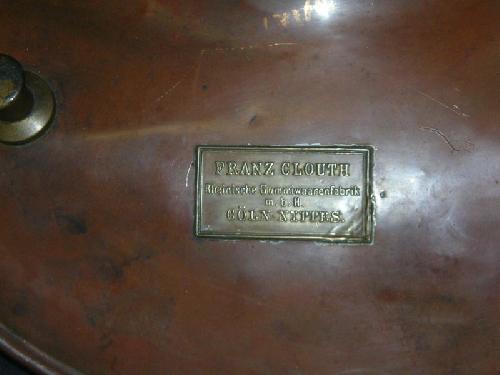 FRANZ CLOUTH
Rheinische Gummiwaarenfabrik
m. b. H.
CÖLN-NIPPES.